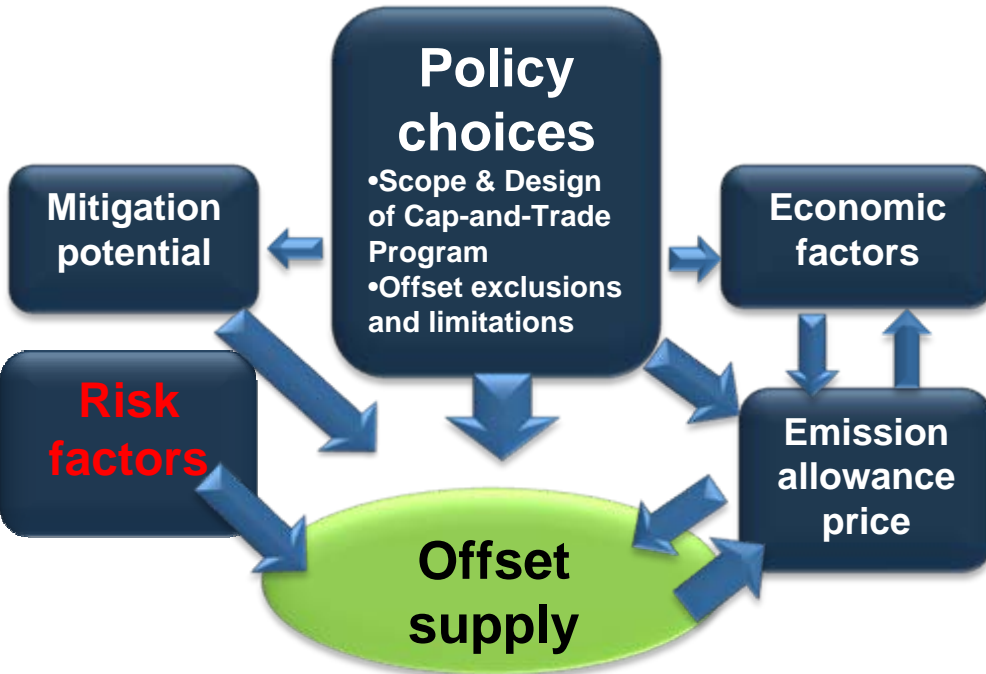 Policy
choices
•Scope & Design
of Cap-and-Trade
Program
•Offset exclusions
and limitations
Mitigation
potential
Economic
factors
Risk
factors
Emission
allowance
price
Offset
supply